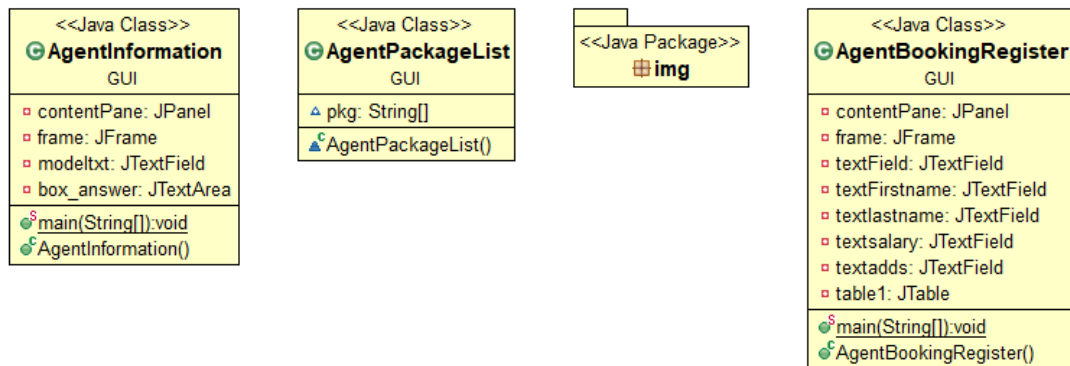 <<Java Class>>
AgentInformation
GUI
contentPane: JPanel
frame: JFrame
modeltxt: JTextField
box_answer: JTextArea
main(String[]):void
AgentInformation()
<<Java Class>>
AgentPackageList
GUI
pkg: String[]
AgentPackageList()
<<Java Package>>
img
<<Java Class>>
AgentBookingRegister
GUI
contentPane: JPanel
frame: JFrame
textField: JTextField
textFirstname: JTextField
textlastname: JTextField
textsalary: JTextField
textadds: JTextField
table1: JTable
main(String[]):void
AgentBookingRegister()